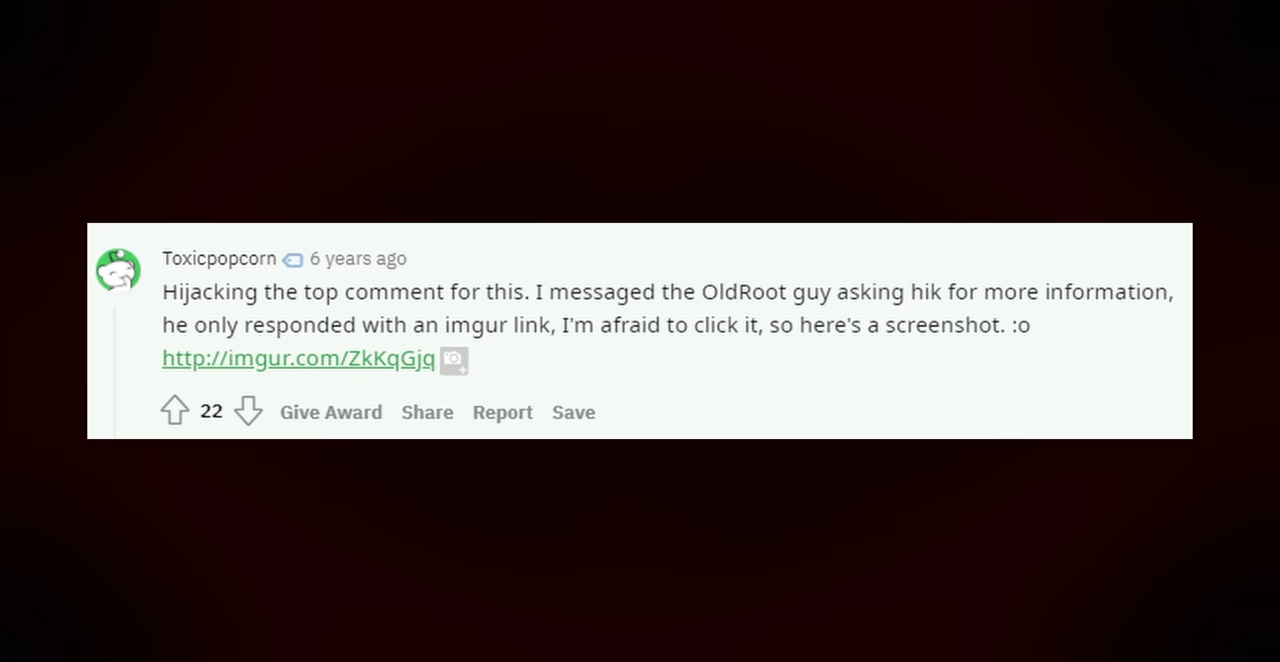 Toxicpopcorn 6 years ago
Hijacking the top comment for this. I messaged the OldRoot guy asking hik for more information,
he only responded with an imgur link, I'm afraid to click it, so here's a screenshot. :o
http://imgur.com/ZkKqGjq
22 Give Award Share Report Save